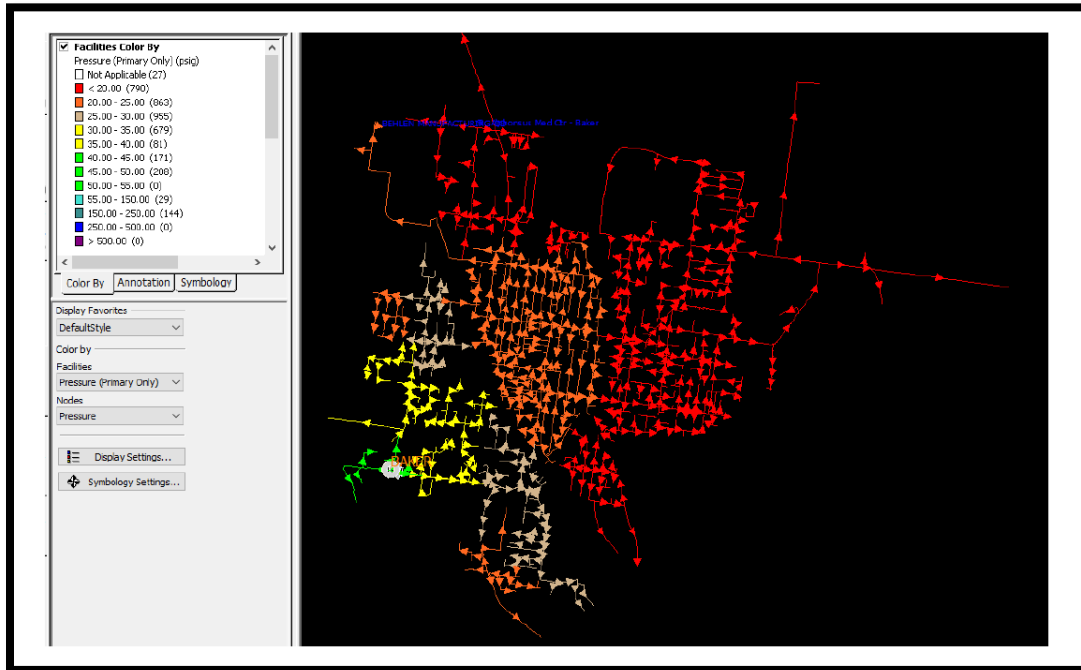 Facilities Color By
Pressure (Primary Only) (psig)
Not Applicable (27)
< 20.00 (790)
20.00 - 25.00 (863)
25.00 - 30.00 (955)
30.00 - 35.00 (679)
35.00 - 40.00 (81)
40.00 - 45.00 (171)
45.00 - 50.00 (208)
50.00 - 55.00 (0)
55.00 - 150.00 (29)
150.00 - 250.00 (144)
250.00 - 500.00 (0)
> 500.00 (0)
Color By Annotation Symbology
Display Favorites
DefaultStyle
Color by
Facilities
Pressure (Primary Only)
Nodes
Pressure
Display Settings...
Symbology Settings...
BAKER